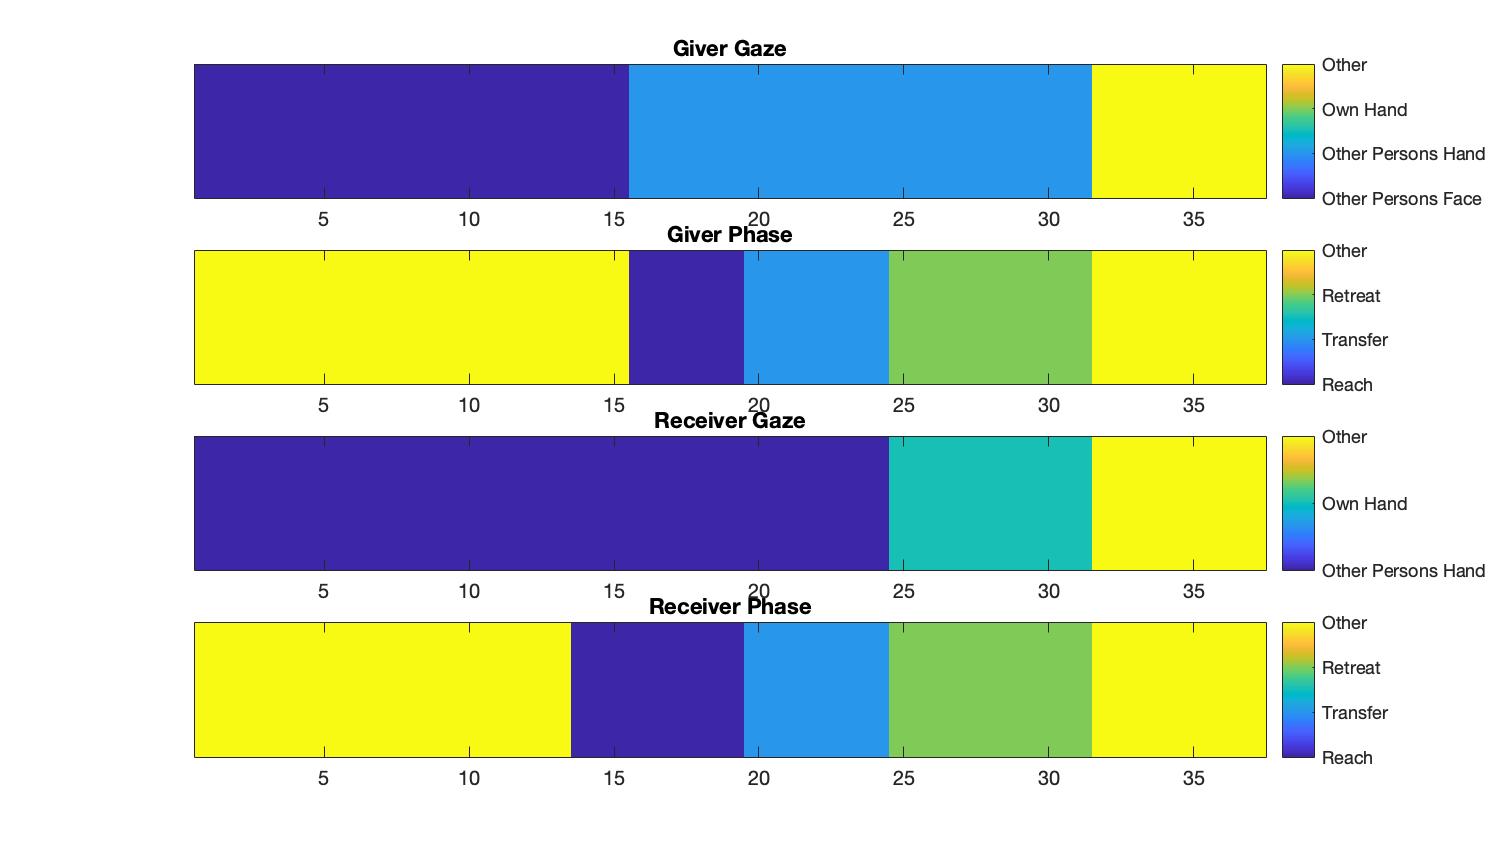 Giver Gaze
Other
Own Hand
Other Persons Hand
Other Persons Face
5 10 15 20 25 30 35
Giver Phase
Other
Retreat
Transfer
Reach
5 10 15 20 25 30 35
Receiver Gaze
Other
Own Hand
Other Persons Hand
5 10 15 20 25 30 35
Receiver Phase
Other
Retreat
Transfer
Reach
5 10 15 20 25 30 35